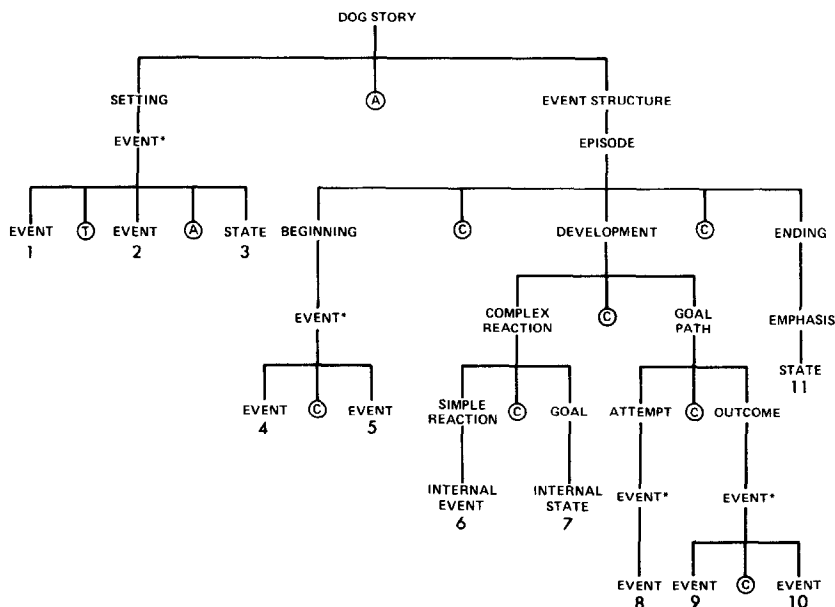 DOG STORY
SETTING
A
EVENT STRUCTURE
EVENT*
EPISODE
EVENT
1
T
EVENT
2
A
STATE
3
BEGINNING
C
DEVELOPMENT
C
ENDING
EVENT*
COMPLEX
REACTION
C
GOAL
PATH
EMPHASIS
STATE
11
EVENT
4
C
EVENT
5
SIMPLE
REACTION
C
GOAL
ATTEMPT
C
OUTCOME
INTERNAL
EVENT
6
INTERNAL
STATE
7
EVENT*
EVENT*
EVENT
8
EVENT
9
C
EVENT
10